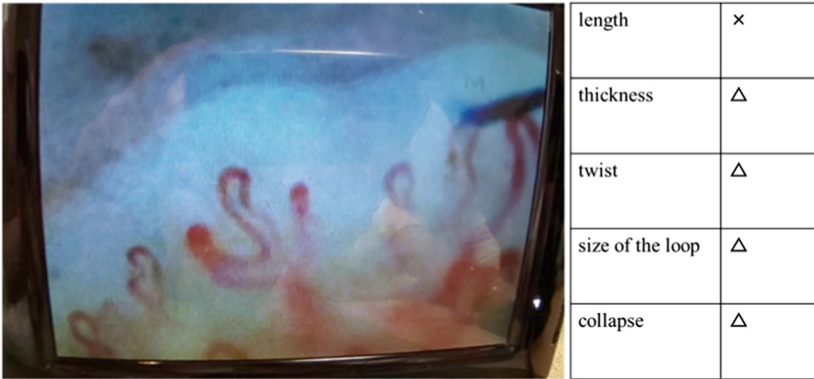 length ×
thickness △
twist △
size of the loop △
collapse △